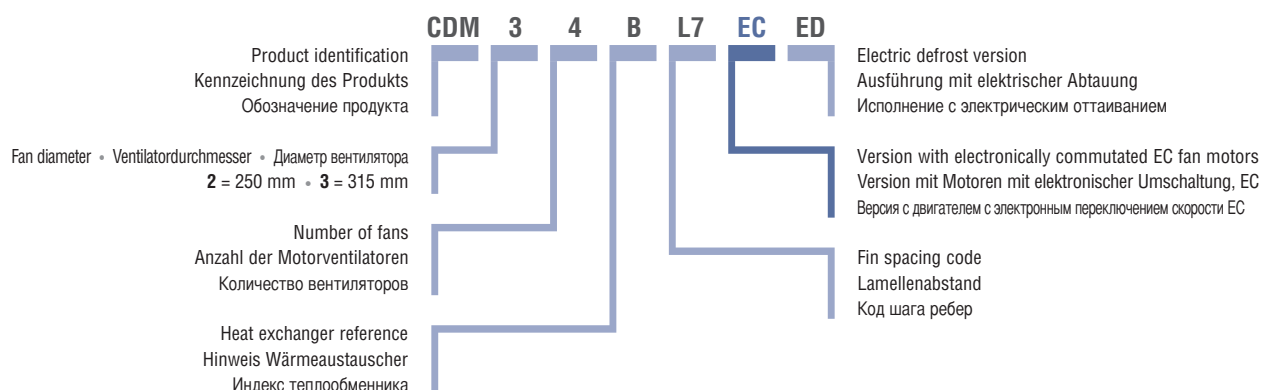 CDM 3 4 B L7 EC ED
Product identification
Kennzeichnung des Produkts
Обозначение продукта
Fan diameter • Ventilatordurchmesser • Диаметр вентилятора
2 = 250 mm • 3 = 315 mm
Number of fans
Anzahl der Motorventilatoren
Количество вентиляторов
Heat exchanger reference
Hinweis Wärmeaustauscher
Индекс теплообменника
Electric defrost version
Ausführung mit elektrischer Abtauung
Исполнение с электрическим оттаиванием
Version with electronically commutated EC fan motors
Version mit Motoren mit elektronischer Umschaltung, EC
Версия с двигателем с электронным переключением скорости EC
Fin spacing code
Lamellenabstand
Код шага ребер